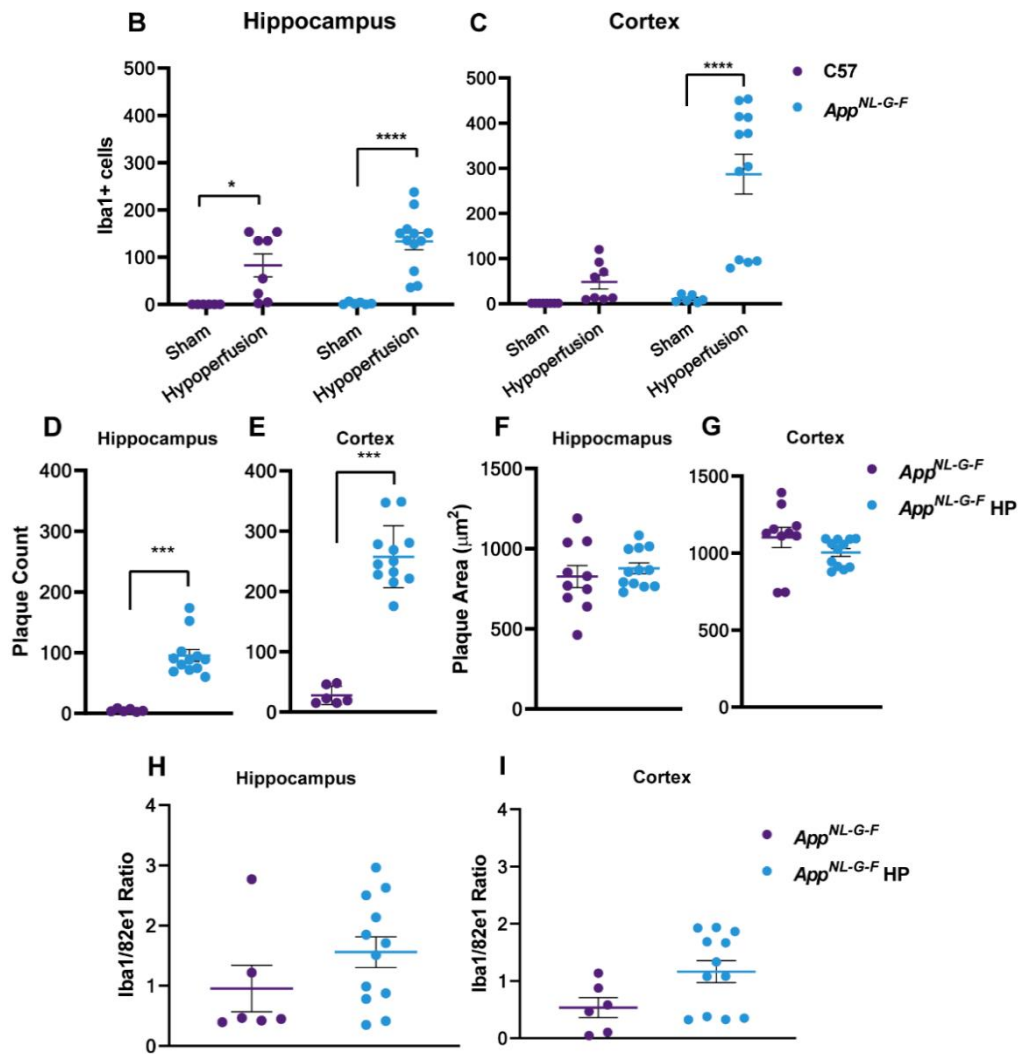 B Hippocampus
Iba1+ cells
500
400
300
200
100
0
*
****
Sham
Hypoperfusion
Sham
Hypoperfusion
C Cortex
500
400
300
200
100
0
****
Sham
Hypoperfusion
Sham
Hypoperfusion
C57
App^NL-G-F
D Hippocampus
Plaque Count
400
300
200
100
0
***
E Cortex
400
300
200
100
0
***
F Hippocmapus
Plaque Area (µm²)
1500
1000
500
0
G Cortex
1500
1000
500
0
App^NL-G-F
App^NL-G-F HP
H Hippocampus
Iba1/82e1 Ratio
4
3
2
1
0
I Cortex
Iba1/82e1 Ratio
4
3
2
1
0
App^NL-G-F
App^NL-G-F HP